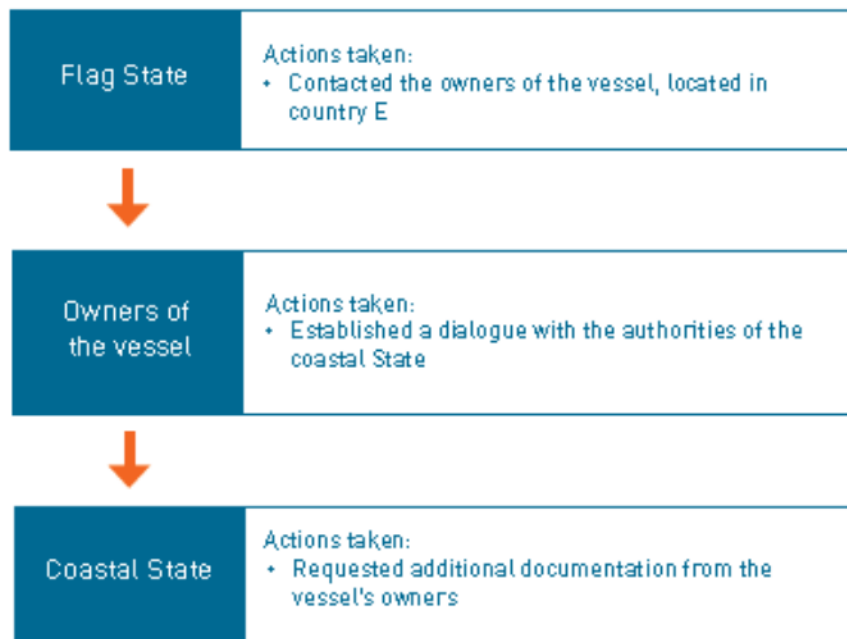 Flag State
Actions taken:
• Contacted the owners of the vessel, located in
country E
Owners of
the vessel
Actions taken:
• Established a dialogue with the authorities of the
coastal State
Coastal State
Actions taken:
• Requested additional documentation from the
vessel's owners